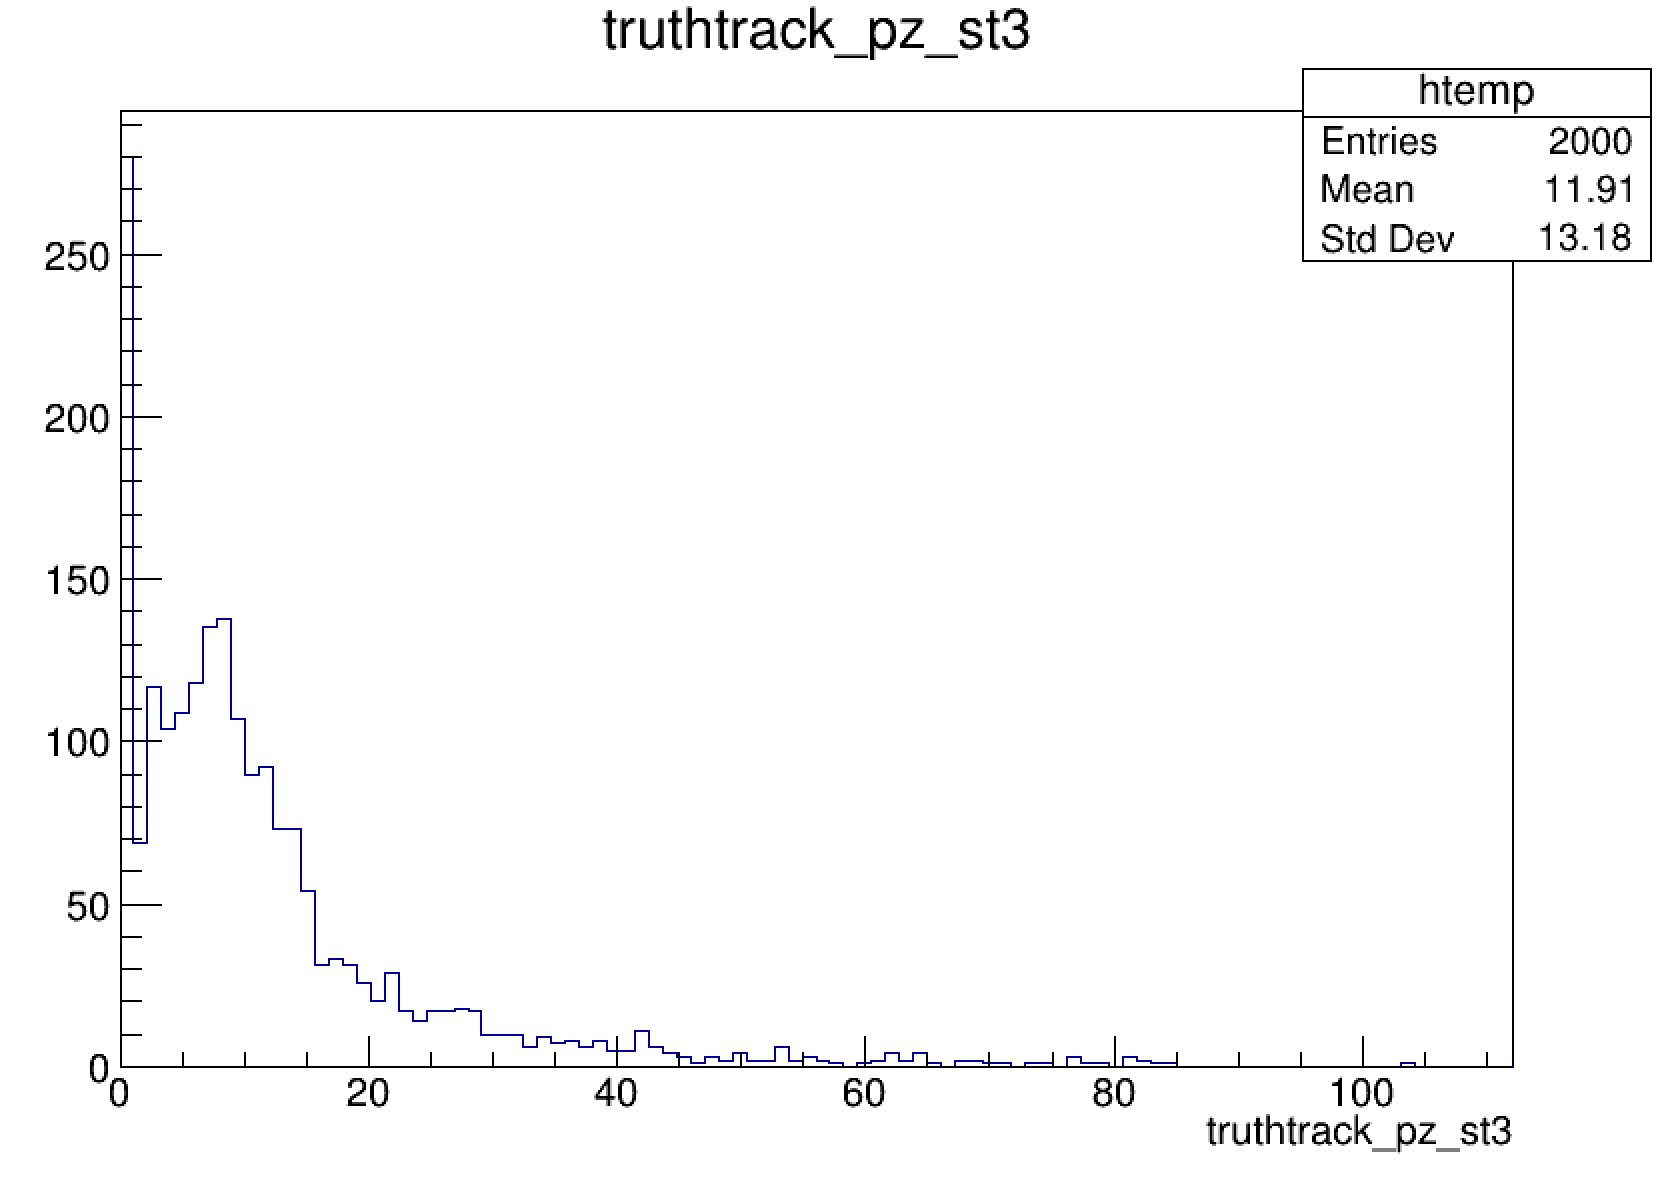 truthtrack_pz_st3
htemp
Entries 2000
Mean 11.91
Std Dev 13.18
250
200
150
100
50
0
0 20 40 60 80 100
truthtrack_pz_st3